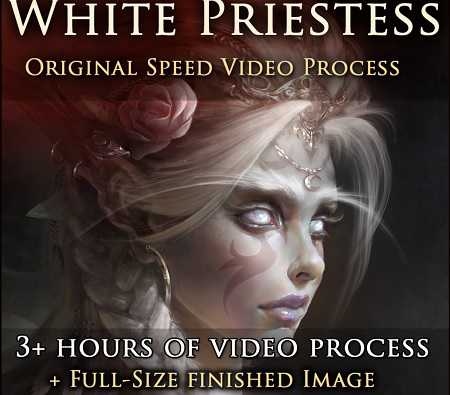 White Priestess
Original Speed Video Process
3+ hours of video process
+ Full-Size finished Image